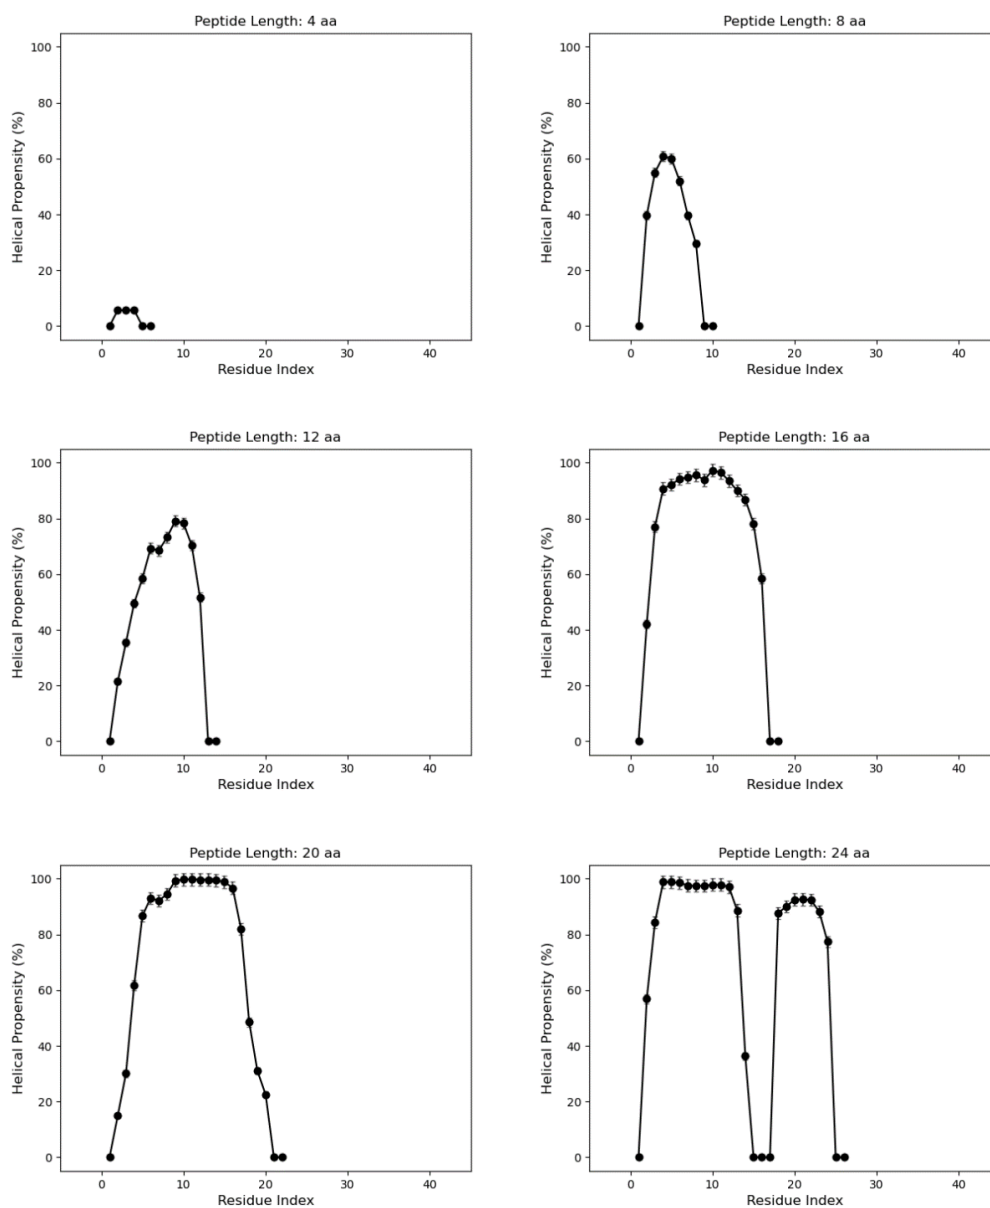 Peptide Length: 4 aa
Helical Propensity (%)
100
80
60
40
20
0
0 10 20 30 40
Residue Index
Peptide Length: 8 aa
Helical Propensity (%)
100
80
60
40
20
0
0 10 20 30 40
Residue Index
Peptide Length: 12 aa
Helical Propensity (%)
100
80
60
40
20
0
0 10 20 30 40
Residue Index
Peptide Length: 16 aa
Helical Propensity (%)
100
80
60
40
20
0
0 10 20 30 40
Residue Index
Peptide Length: 20 aa
Helical Propensity (%)
100
80
60
40
20
0
0 10 20 30 40
Residue Index
Peptide Length: 24 aa
Helical Propensity (%)
100
80
60
40
20
0
0 10 20 30 40
Residue Index